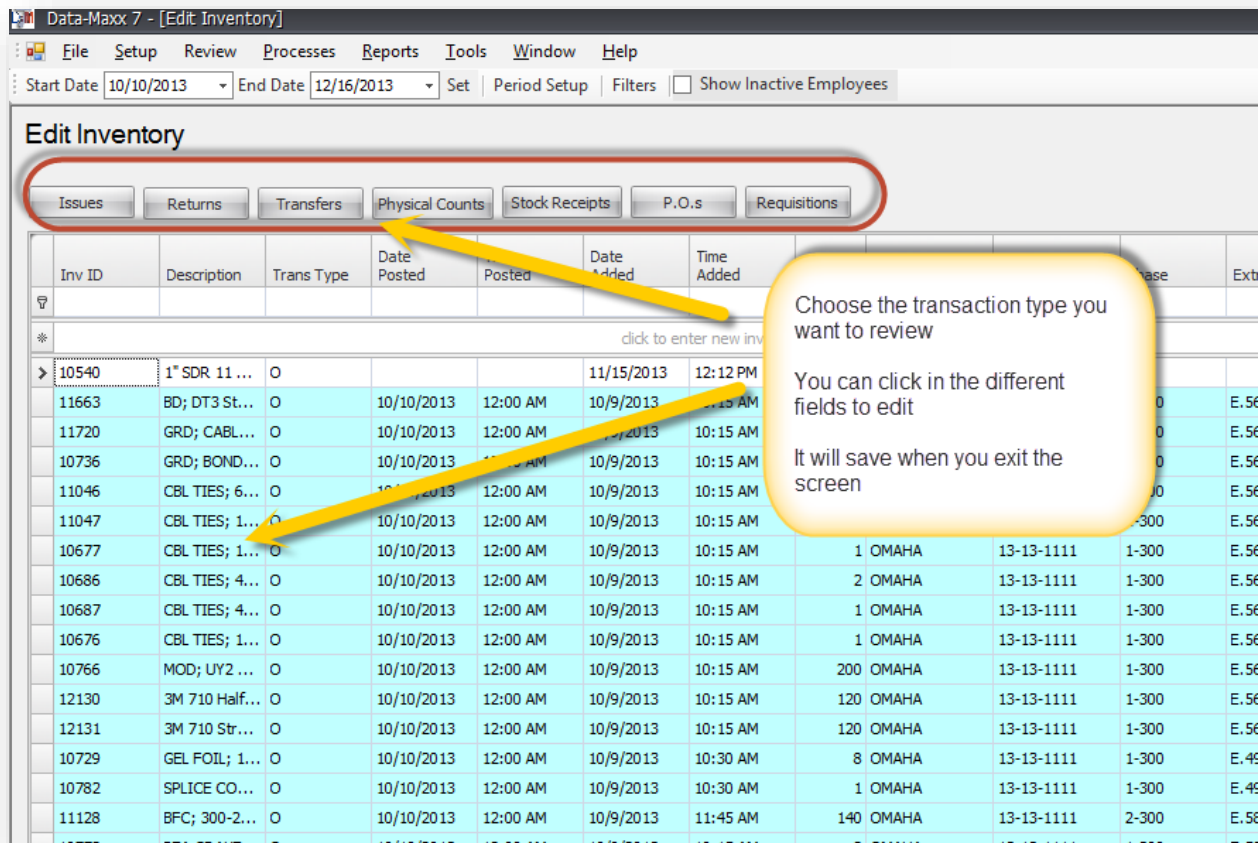 Data-Maxx 7 - [Edit Inventory]
File Setup Review Processes Reports Tools Window Help
Start Date 10/10/2013 End Date 12/16/2013 Set Period Setup Filters Show Inactive Employees
Edit Inventory
Issues Returns Transfers Physical Counts Stock Receipts P.O.s Requisitions
Inv ID Description Trans Type Date Posted Posted Date Added Time Added
click to enter new inv
Choose the transaction type you
want to review
You can click in the different
fields to edit
It will save when you exit the
screen
10540 1" SDR 11 ... O 11/15/2013 12:12 PM
11663 BD; DT3 St... O 10/10/2013 12:00 AM 10/9/2013 AM E.56
11720 GRD; CABL... O 10/10/2013 12:00 AM 10/9/2013 10:15 AM E.56
10736 GRD; BOND... O 10/10/2013 AM 10/9/2013 10:15 AM E.56
11046 CBL TIES; 6... O 12:00 AM 10/9/2013 10:15 AM E.56
11047 CBL TIES; 1... O 10/10/2013 12:00 AM 10/9/2013 10:15 AM -300 E.56
10677 CBL TIES; 1... O 10/10/2013 12:00 AM 10/9/2013 10:15 AM 1 OMAHA 13-13-1111 1-300 E.56
10686 CBL TIES; 4... O 10/10/2013 12:00 AM 10/9/2013 10:15 AM 2 OMAHA 13-13-1111 1-300 E.56
10687 CBL TIES; 4... O 10/10/2013 12:00 AM 10/9/2013 10:15 AM 1 OMAHA 13-13-1111 1-300 E.56
10676 CBL TIES; 1... O 10/10/2013 12:00 AM 10/9/2013 10:15 AM 1 OMAHA 13-13-1111 1-300 E.56
10766 MOD; UY2 ... O 10/10/2013 12:00 AM 10/9/2013 10:15 AM 200 OMAHA 13-13-1111 1-300 E.56
12130 3M 710 Half... O 10/10/2013 12:00 AM 10/9/2013 10:15 AM 120 OMAHA 13-13-1111 1-300 E.56
12131 3M 710 Str... O 10/10/2013 12:00 AM 10/9/2013 10:15 AM 120 OMAHA 13-13-1111 1-300 E.56
10729 GEL FOIL; 1... O 10/10/2013 12:00 AM 10/9/2013 10:30 AM 8 OMAHA 13-13-1111 1-300 E.49
10782 SPLICE CO... O 10/10/2013 12:00 AM 10/9/2013 10:30 AM 1 OMAHA 13-13-1111 1-300 E.49
11128 BFC; 300-2... O 10/10/2013 12:00 AM 10/9/2013 11:45 AM 140 OMAHA 13-13-1111 2-300 E.58